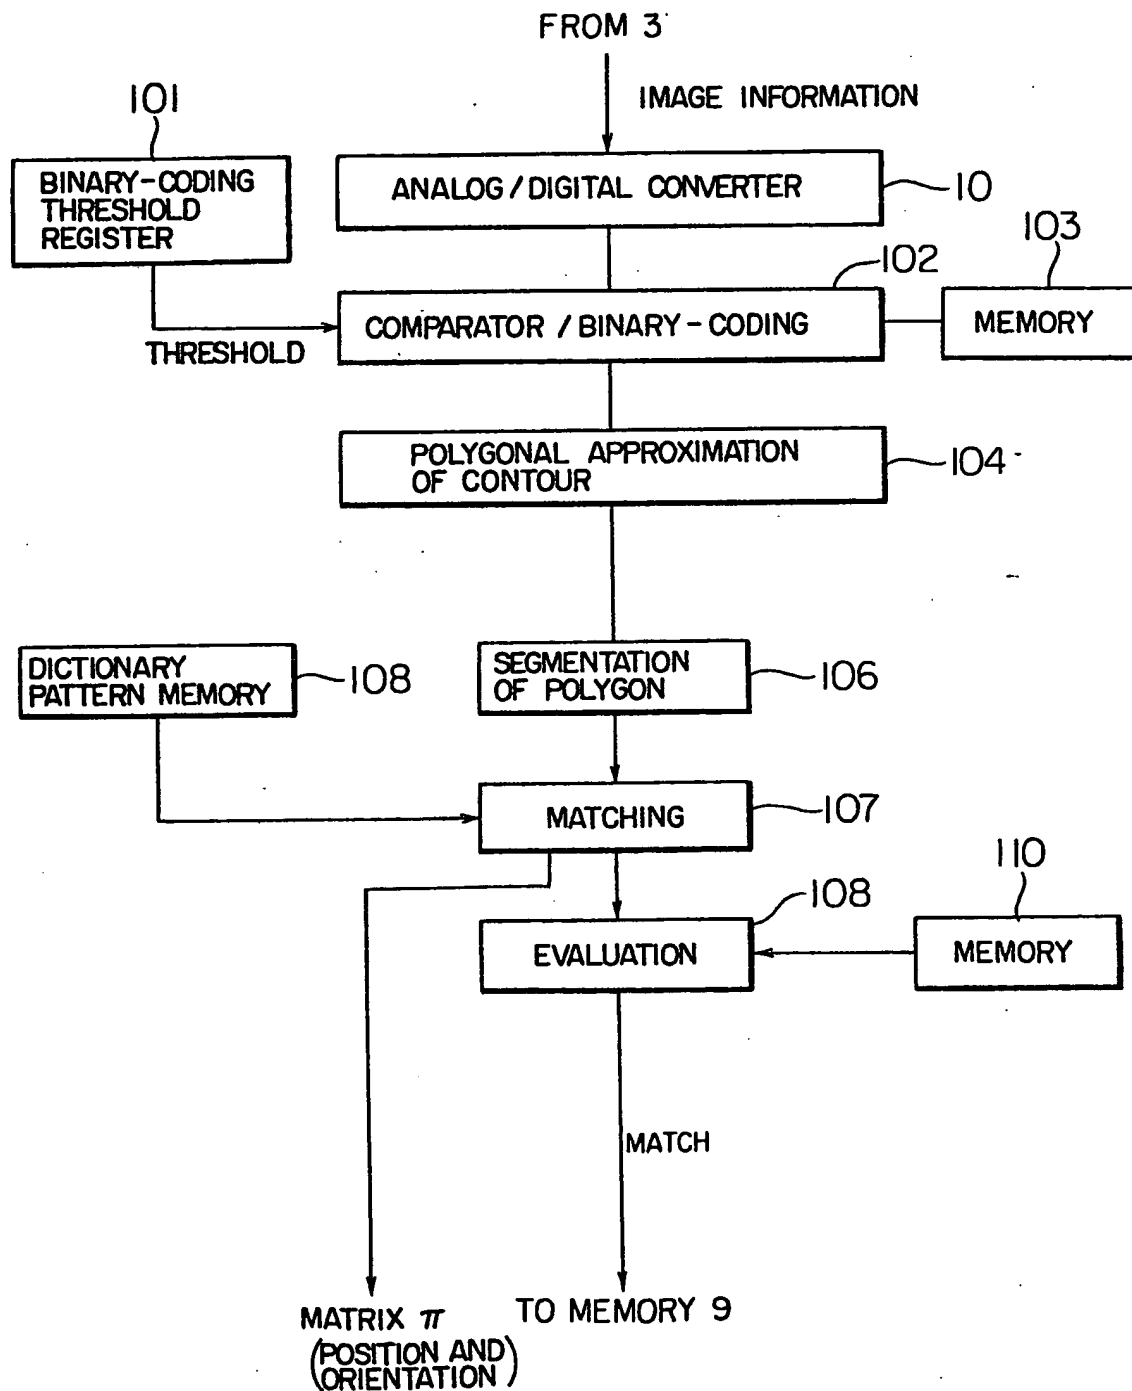 FROM 3
IMAGE INFORMATION
101
BINARY-CODING
THRESHOLD
REGISTER
ANALOG/DIGITAL CONVERTER
10
102
103
COMPARATOR / BINARY-CODING
MEMORY
THRESHOLD
POLYGONAL APPROXIMATION
OF CONTOUR
104
DICTIONARY
PATTERN MEMORY
108
SEGMENTATION
OF POLYGON
106
MATCHING
107
108
110
EVALUATION
MEMORY
MATCH
MATRIX π
(POSITION AND
ORIENTATION)
TO MEMORY 9